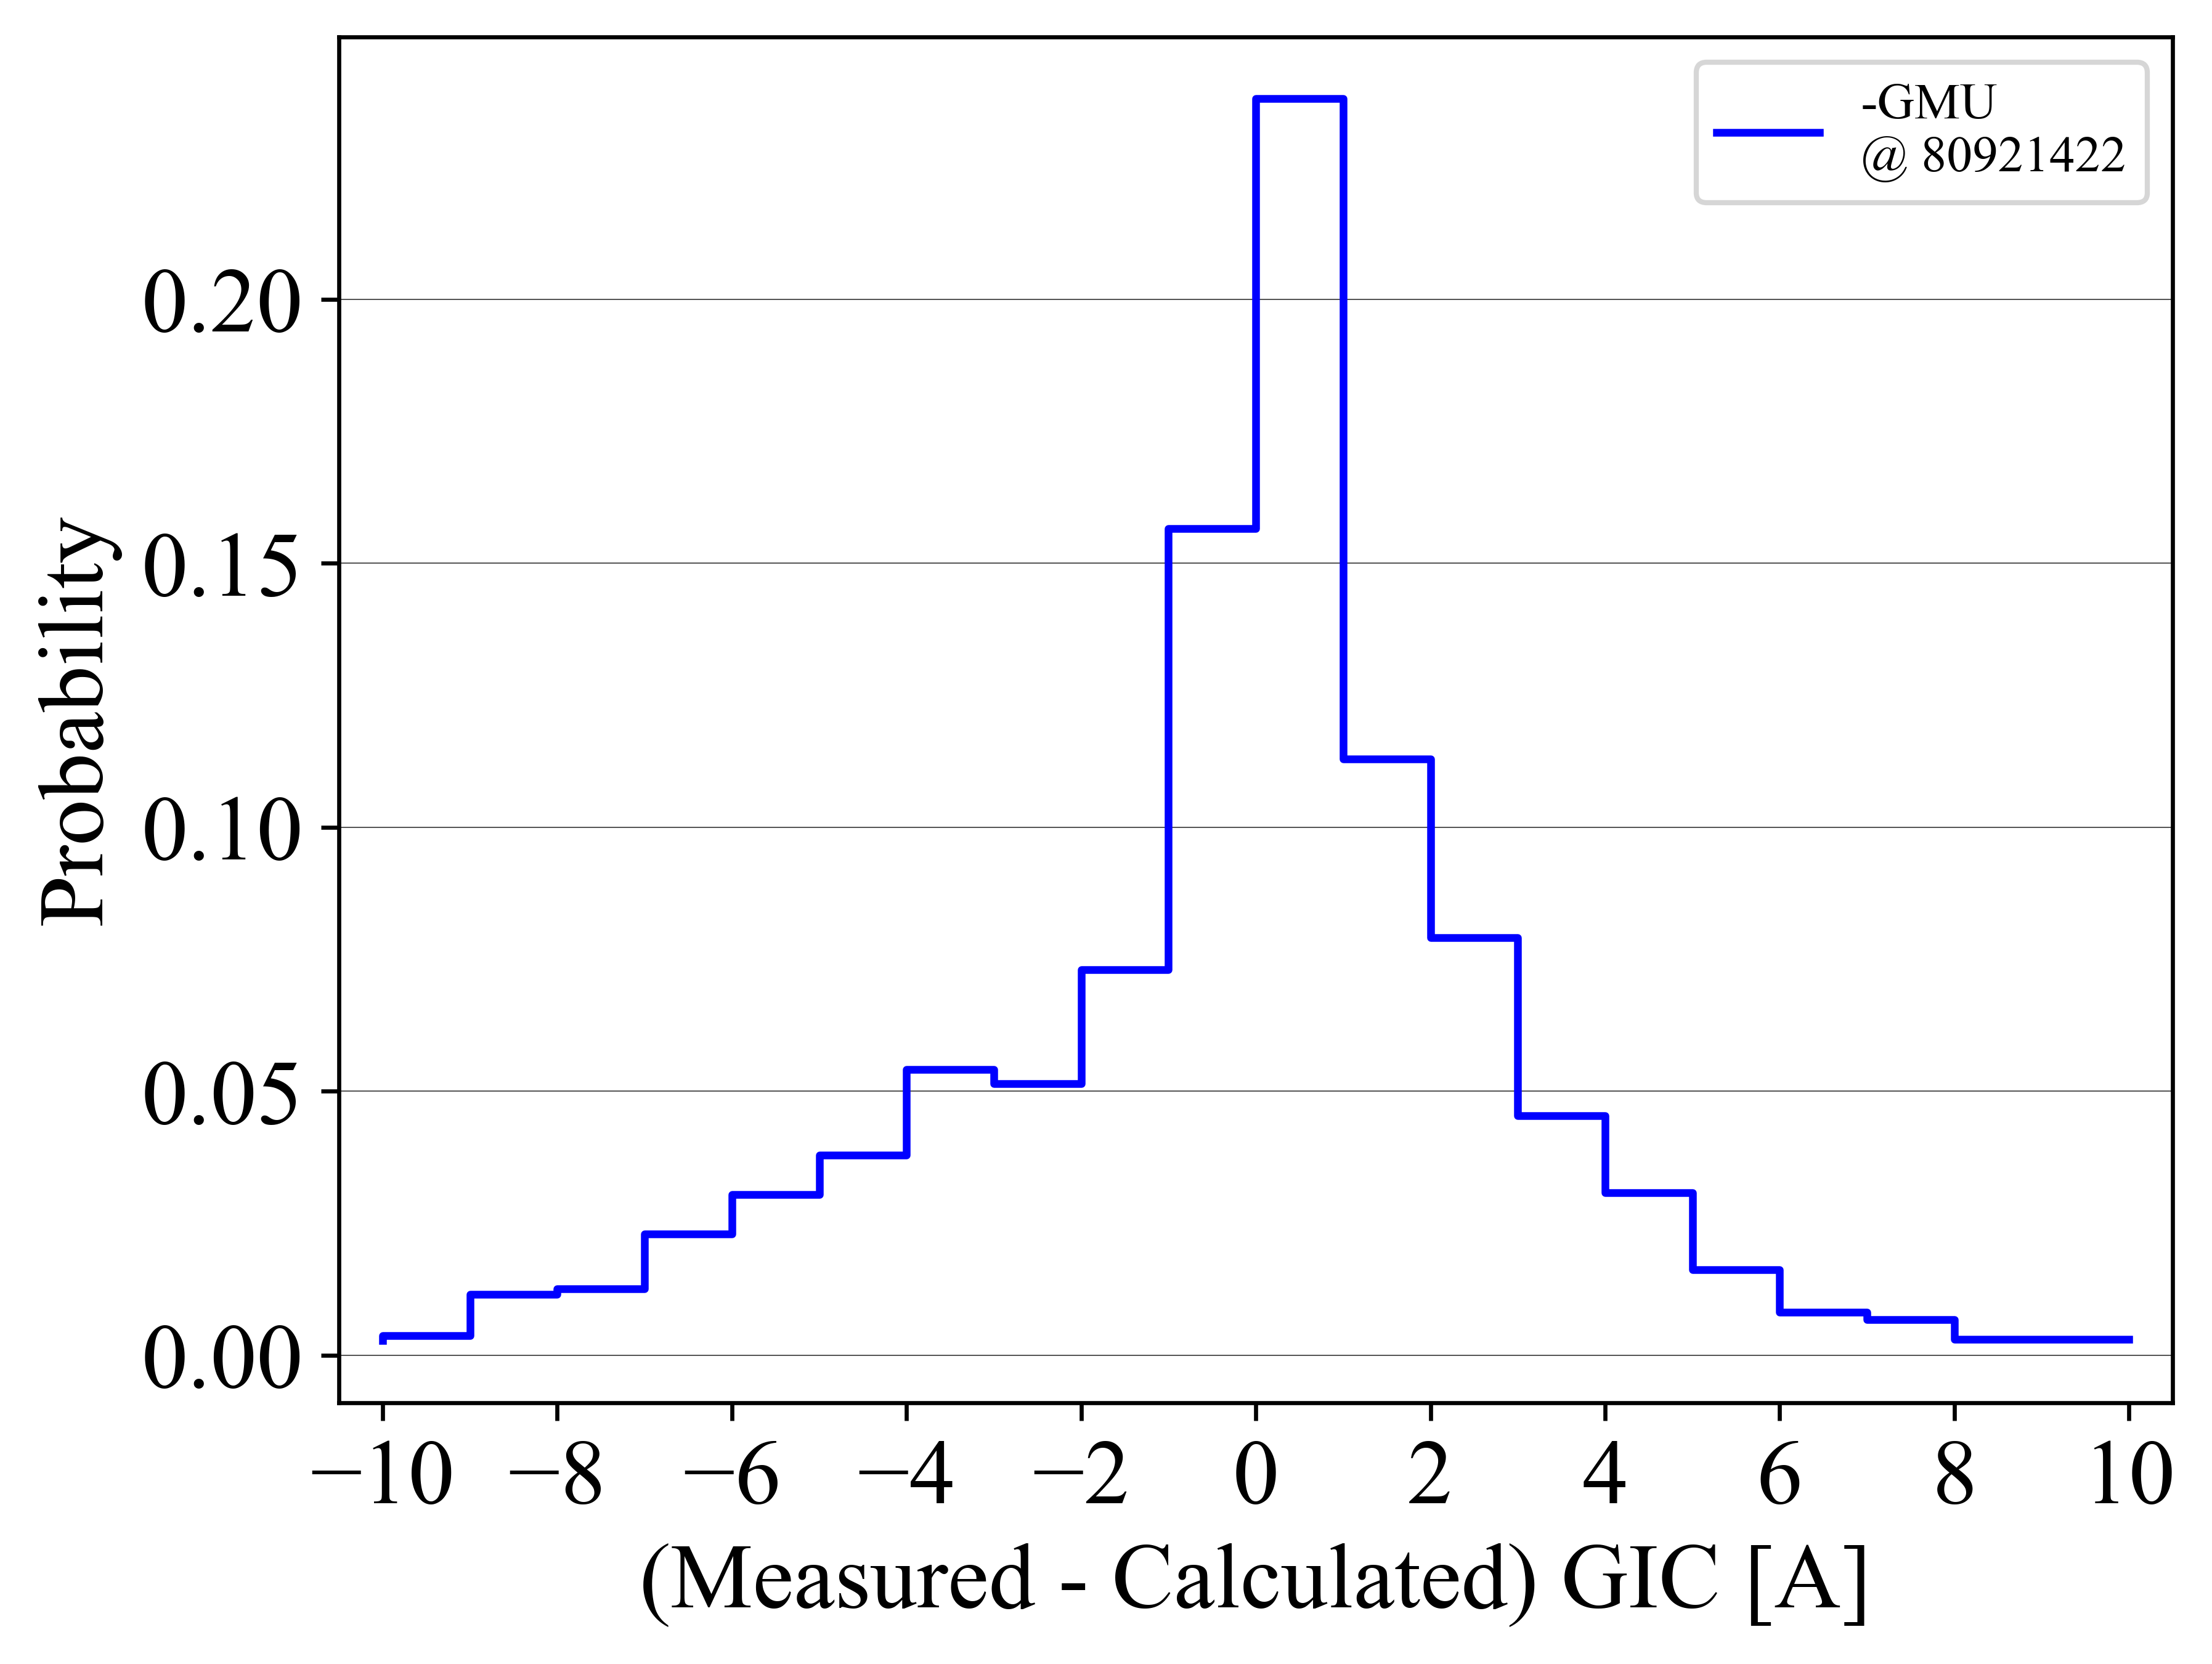 -GMU
@ 80921422
0.20
0.15
0.10
0.05
0.00
Probability
−10 −8 −6 −4 −2 0 2 4 6 8 10
(Measured - Calculated) GIC [A]